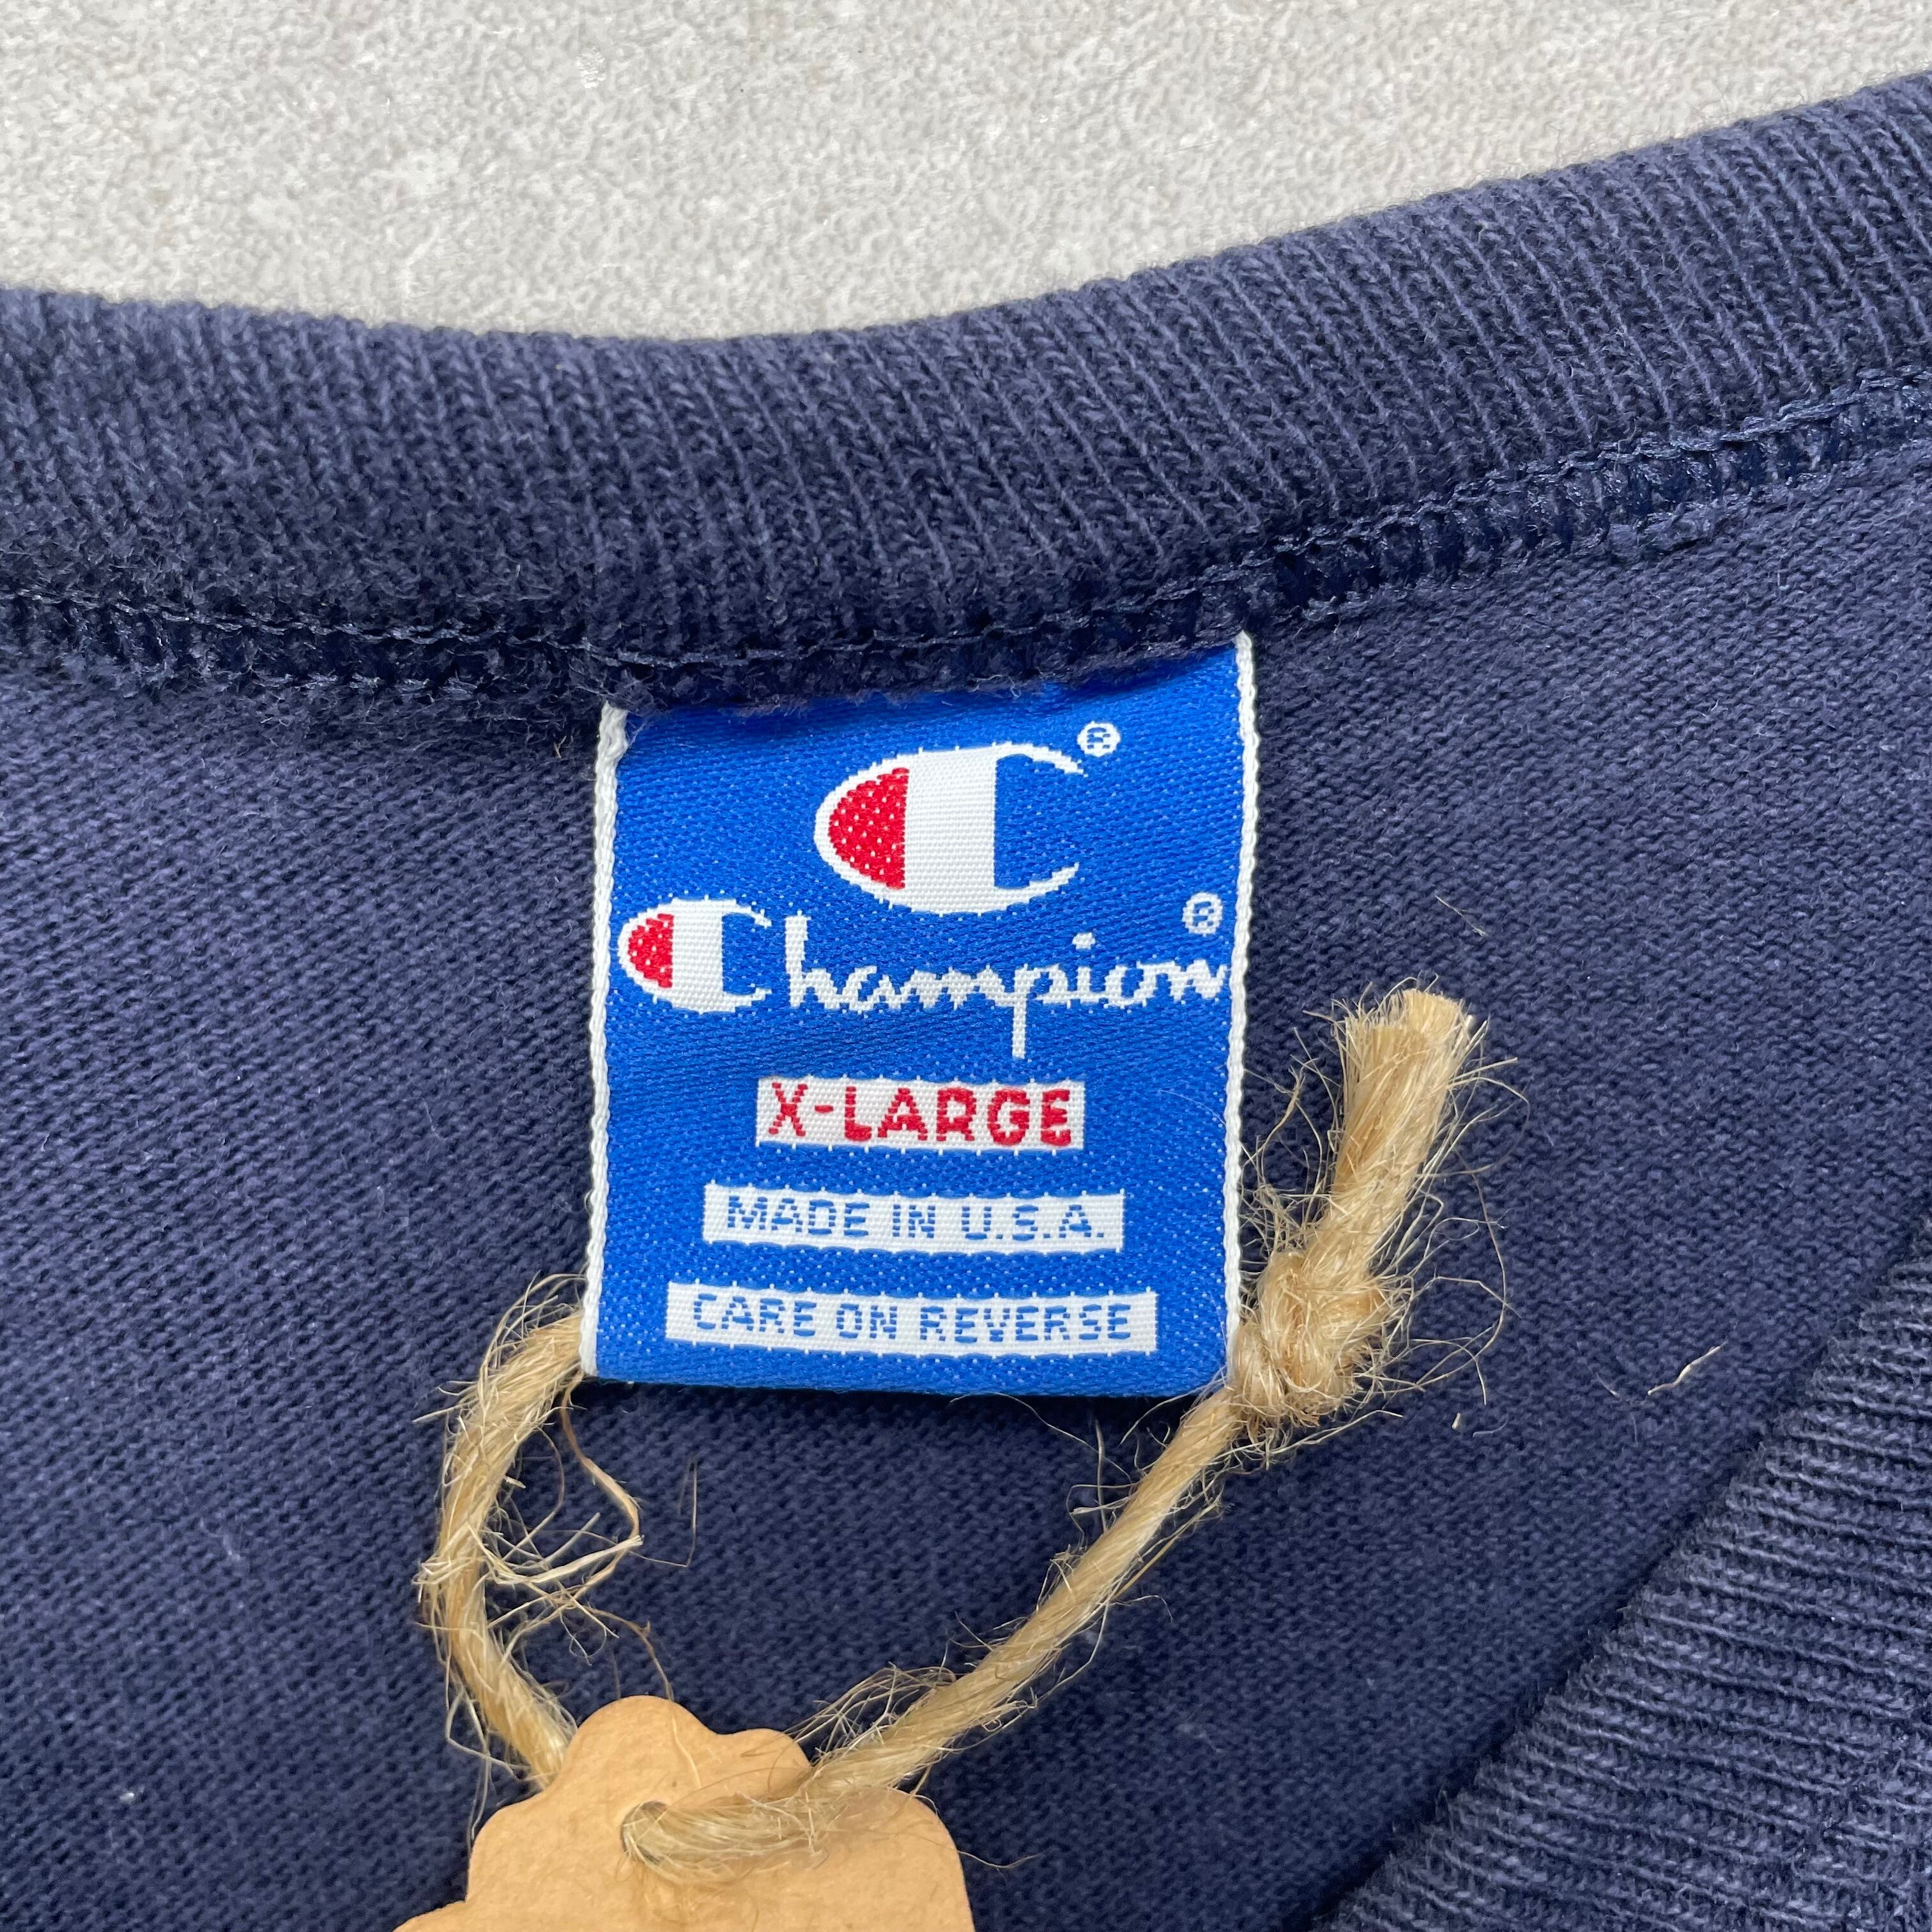 C®
Champion®
X-LARGE
MADE IN U.S.A.
CARE ON REVERSE